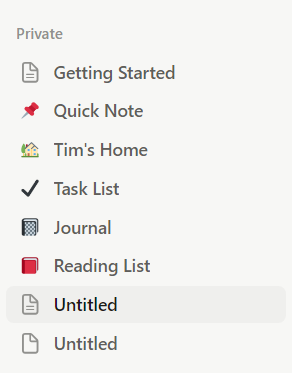 Private
Getting Started
Quick Note
Tim's Home
Task List
Journal
Reading List
Untitled
Untitled